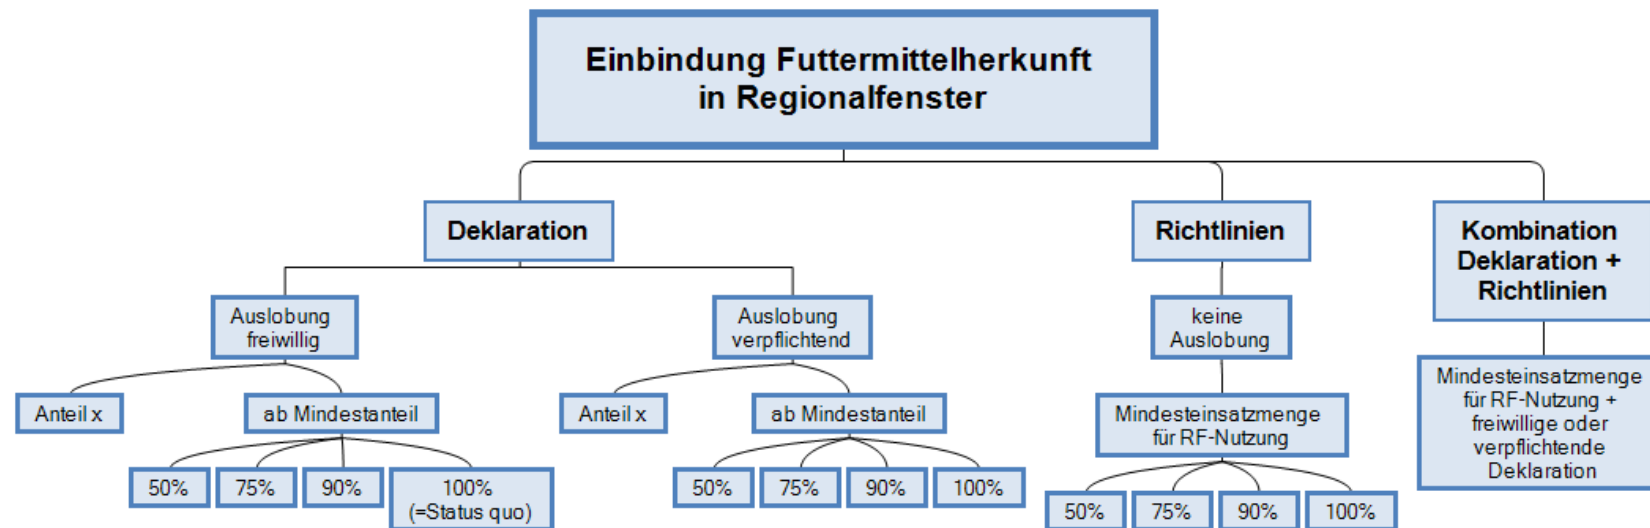 Einbindung Futtermittelherkunft
in Regionalfenster
Deklaration
Richtlinien
Kombination
Deklaration +
Richtlinien
Auslobung
freiwillig
Auslobung
verpflichtend
keine
Auslobung
Anteil x
ab Mindestanteil
Anteil x
ab Mindestanteil
Mindesteinsatzmenge
für RF-Nutzung
Mindesteinsatzmenge
für RF-Nutzung +
freiwillige oder
verpflichtende
Deklaration
50%
75%
90%
100%
(=Status quo)
50%
75%
90%
100%
50%
75%
90%
100%